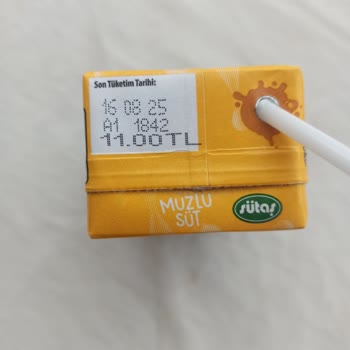 Son Tüketim Tarihi:
16 08 25
A1 1842
11.00TL
MUZLU
SÜT
sütaş